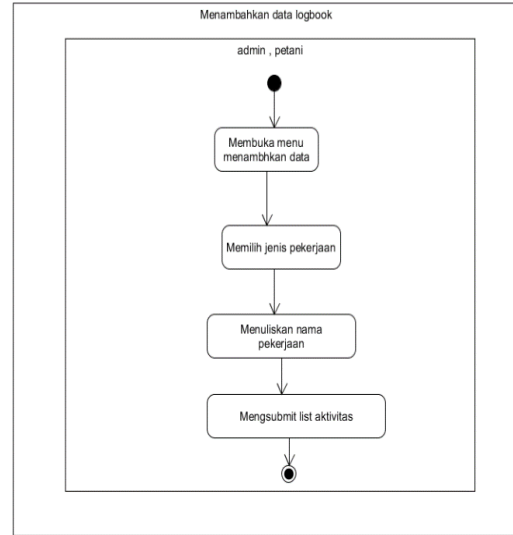 Menambahkan data logbook
admin , petani
Membuka menu
menambhkan data
Memilih jenis pekerjaan
Menuliskan nama
pekerjaan
Mengsubmit list aktivitas